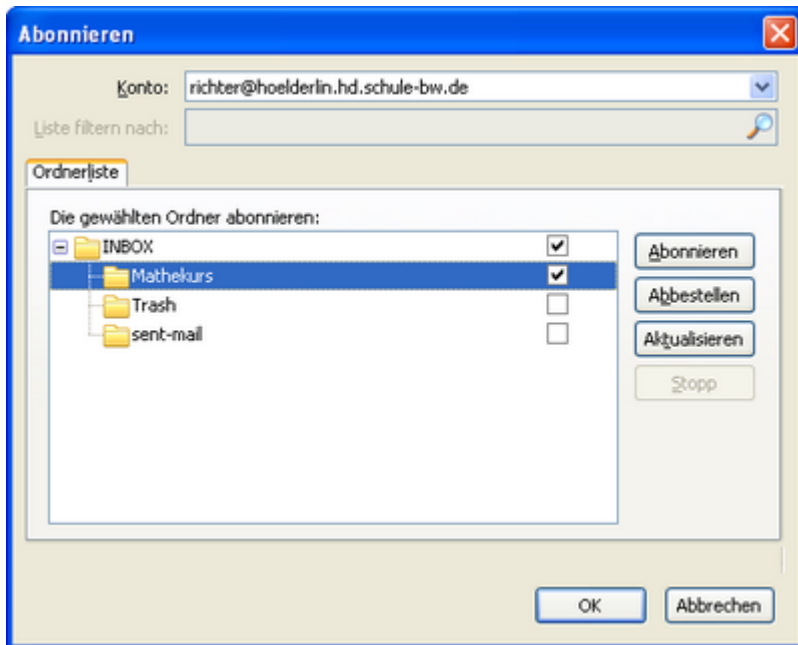 Abonnieren
Konto: richter@hoelderlin.hd.schule-bw.de
Liste filtern nach:
Ordnerliste
Die gewählten Ordner abonnieren:
INBOX
Abonnieren
Mathekurs
Abbestellen
Trash
sent-mail
Aktualisieren
Stopp
OK Abbrechen